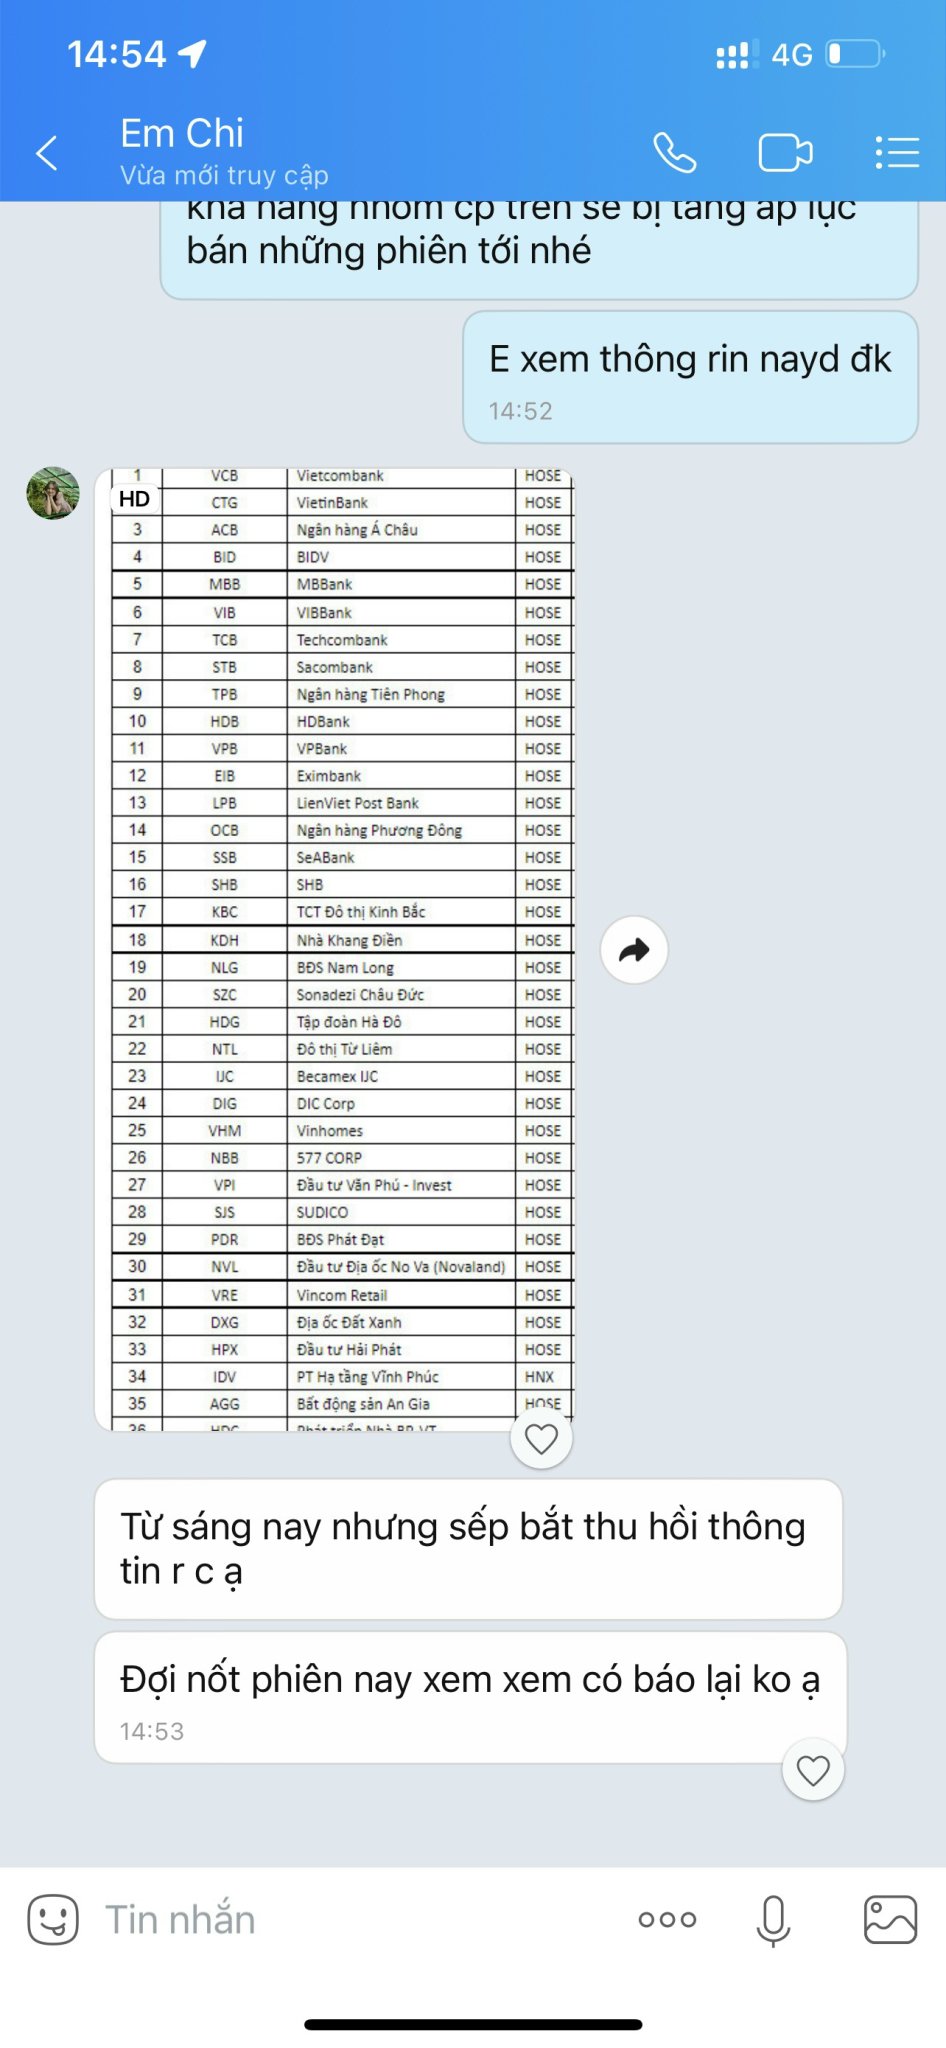 14:54
4G
Em Chi
Vừa mới truy cập
khả năng nhóm cp trên sẽ bị tăng áp lực
bán những phiên tới nhé
E xem thông rin nayd đk
14:52
1 VCB Vietcombank HOSE
HD CTG VietinBank HOSE
3 ACB Ngân hàng Á Châu HOSE
4 BID BIDV HOSE
5 MBB MBBank HOSE
6 VIB VIBBank HOSE
7 TCB Techcombank HOSE
8 STB Sacombank HOSE
9 TPB Ngân hàng Tiên Phong HOSE
10 HDB HDBank HOSE
11 VPB VPBank HOSE
12 EIB Eximbank HOSE
13 LPB LienViet Post Bank HOSE
14 OCB Ngân hàng Phương Đông HOSE
15 SSB SeABank HOSE
16 SHB SHB HOSE
17 KBC TCT Đô thị Kinh Bắc HOSE
18 KDH Nhà Khang Điền HOSE
19 NLG BĐS Nam Long HOSE
20 SZC Sonadezi Châu Đức HOSE
21 HDG Tập đoàn Hà Đô HOSE
22 NTL Đô thị Từ Liêm HOSE
23 IJC Becamex IJC HOSE
24 DIG DIC Corp HOSE
25 VHM Vinhomes HOSE
26 NBB 577 CORP HOSE
27 VPI Đầu tư Văn Phú - Invest HOSE
28 SJS SUDICO HOSE
29 PDR BĐS Phát Đạt HOSE
30 NVL Đầu tư Địa ốc No Va (Novaland) HOSE
31 VRE Vincom Retail HOSE
32 DXG Địa ốc Đất Xanh HOSE
33 HPX Đầu tư Hải Phát HOSE
34 IDV PT Hạ tầng Vĩnh Phúc HNX
35 AGG Bất động sản An Gia HOSE
36 HDC Phát triển Nhà BR-VT
Từ sáng nay nhưng sếp bắt thu hồi thông
tin r c ạ
Đợi nốt phiên nay xem xem có báo lại ko ạ
14:53
Tin nhắn